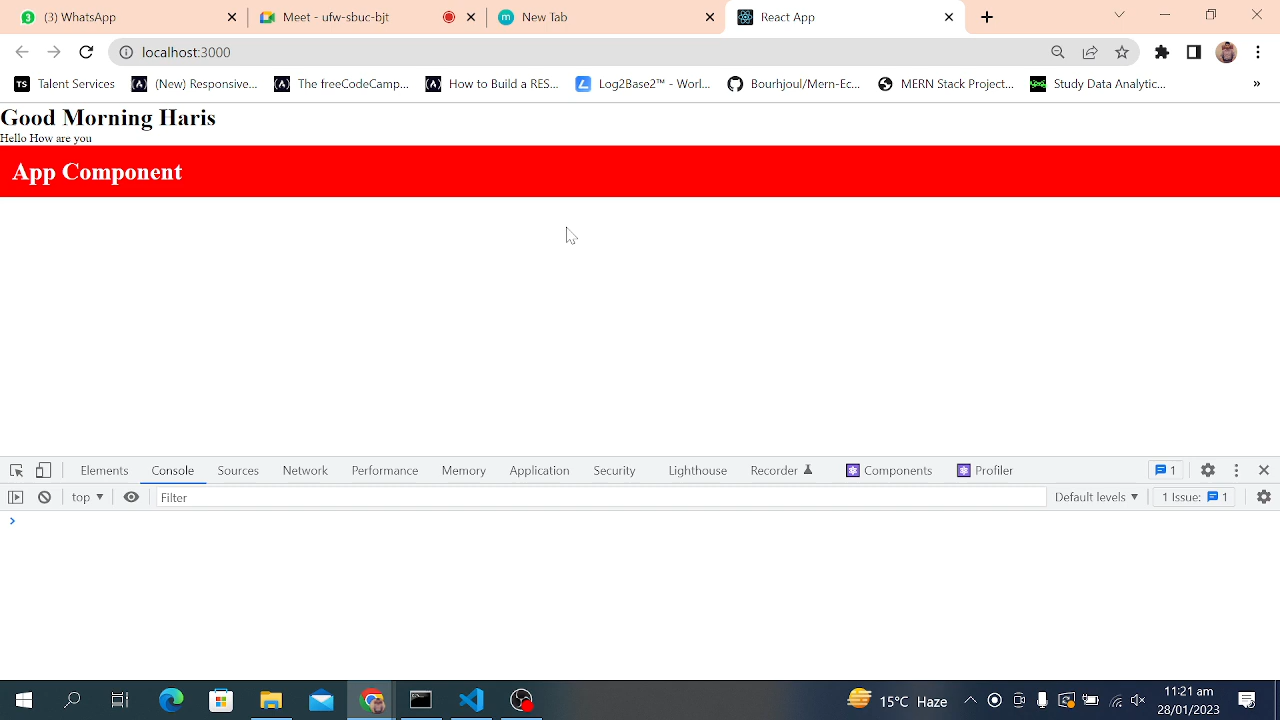 3 (3) WhatsApp
Meet - ufw-sbuc-bjt
m New Tab
React App
localhost:3000
TS Talent Services
(New) Responsive...
The freeCodeCamp...
How to Build a RES...
Log2Base2™ - Worl...
Bourhjoul/Mern-Ec...
MERN Stack Project...
Study Data Analytic...
»
Good Morning Haris
Hello How are you
App Component
Elements Console Sources Network Performance Memory Application Security Lighthouse Recorder Components Profiler 1
top Filter Default levels 1 Issue: 1
15°C Haze
11:21 am
28/01/2023